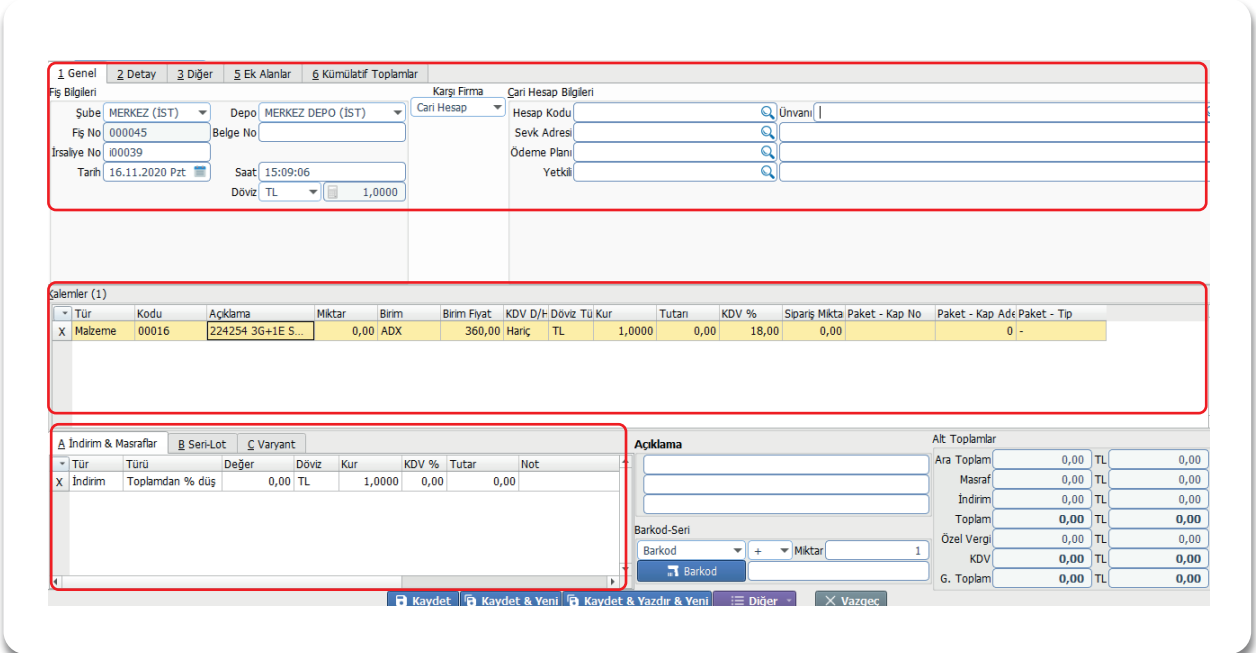 1 Genel 2 Detay 3 Diğer 5 Ek Alanlar 6 Kümülatif Toplamlar
Fiş Bilgileri Karşı Firma Cari Hesap Bilgileri
Şube MERKEZ (İST) Depo MERKEZ DEPO (İST) Cari Hesap Hesap Kodu Ünvanı
Fiş No 000045 Belge No Sevk Adresi
İrsaliye No i00039 Ödeme Planı
Tarih 16.11.2020 Pzt Saat 15:09:06 Yetkili
Döviz TL 1,0000
Kalemler (1)
Tür Kodu Açıklama Miktar Birim Birim Fiyat KDV D/H Döviz Tü Kur Tutarı KDV % Sipariş Mikta Paket - Kap No Paket - Kap Ade Paket - Tip
X Malzeme 00016 224254 3G+1E S... 0,00 ADX 360,00 Hariç TL 1,0000 0,00 18,00 0,00 0 -
A İndirim & Masraflar B Seri-Lot C Varyant
Tür Türü Değer Döviz Kur KDV % Tutar Not
X İndirim Toplamdan % düş 0,00 TL 1,0000 0,00 0,00
Açıklama
Barkod-Seri
Barkod + Miktar 1
Barkod
Alt Toplamlar
Ara Toplam 0,00 TL 0,00
Masraf 0,00 TL 0,00
İndirim 0,00 TL 0,00
Toplam 0,00 TL 0,00
Özel Vergi 0,00 TL 0,00
KDV 0,00 TL 0,00
G. Toplam 0,00 TL 0,00
Kaydet Kaydet & Yeni Kaydet & Yazdır & Yeni Diğer X Vazgeç